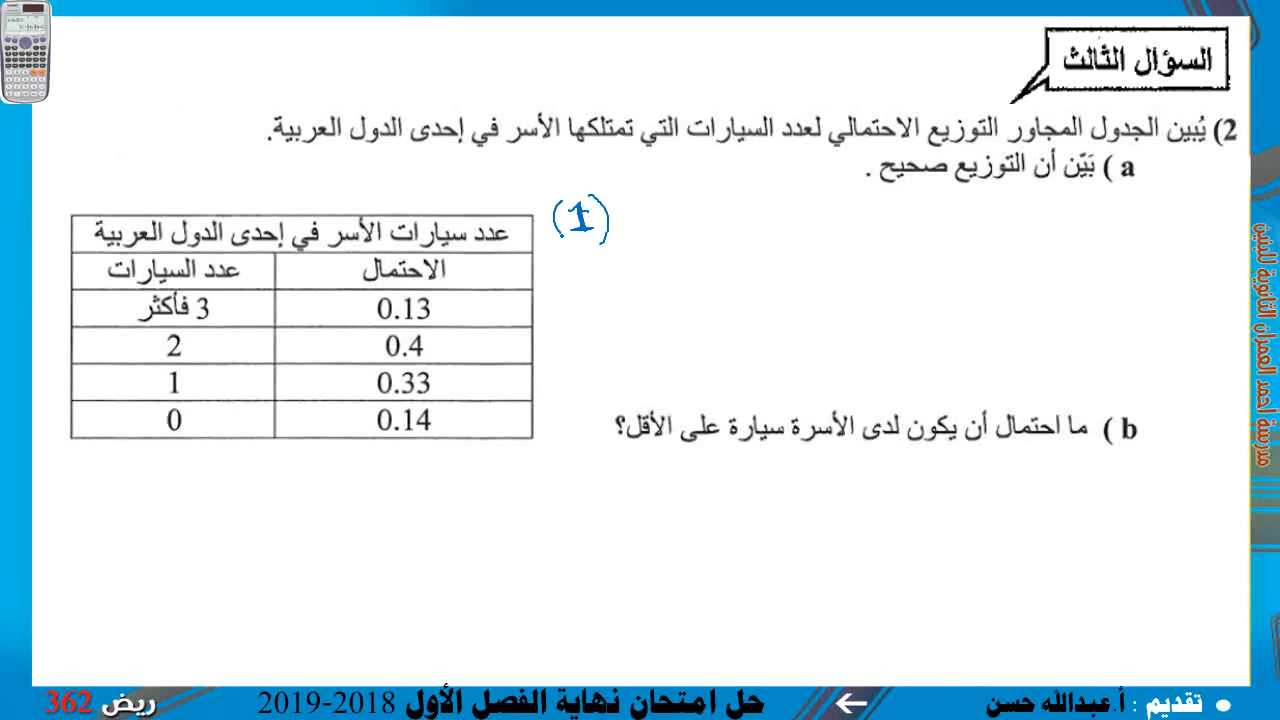 السؤال الثالث
2) يُبين الجدول المجاور التوزيع الاحتمالي لعدد السيارات التي تمتلكها الأسر في إحدى الدول العربية.
a ) بَيّن أن التوزيع صحيح .
(1)
عدد سيارات الأسر في إحدى الدول العربية
عدد السيارات الاحتمال
3 فأكثر 0.13
2 0.4
1 0.33
0 0.14
b ) ما احتمال أن يكون لدى الأسرة سيارة على الأقل؟
مدرسة احمد العمران الثانوية للبنين
• تقديم : أ.عبدالله حسن ← حل امتحان نهاية الفصل الأول 2018-2019 ريض 362